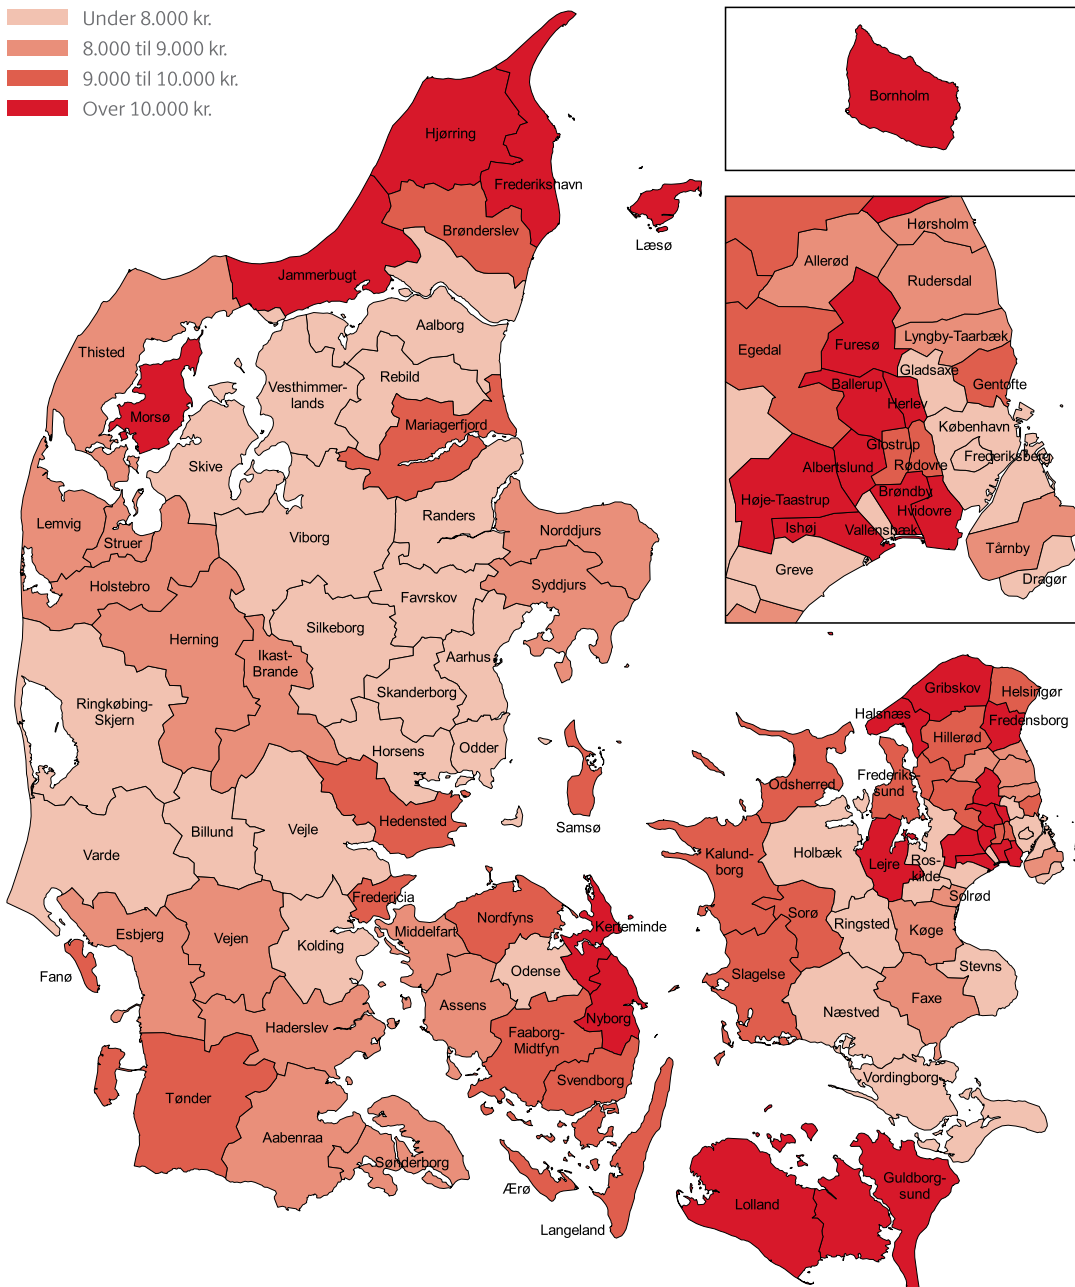 Under 8.000 kr.
8.000 til 9.000 kr.
9.000 til 10.000 kr.
Over 10.000 kr.
Bornholm
Hjørring
Frederikshavn
Læsø
Brønderslev
Jammerbugt
Hørsholm
Allerød
Rudersdal
Aalborg
Thisted
Egedal
Furesø
Lyngby-Taarbæk
Rebild
Gladsaxe
Vesthimmer-
lands
Ballerup
Gentofte
Herlev
Morsø
Mariagerfjord
København
Glostrup
Frederiksberg
Skive
Albertslund
Rødovre
Høje-Taastrup
Brøndby
Hvidovre
Lemvig
Randers
Norddjurs
Ishøj
Vallensbæk
Struer
Viborg
Tårnby
Greve
Dragør
Holstebro
Favrskov
Syddjurs
Silkeborg
Herning
Ikast-
Brande
Aarhus
Skanderborg
Ringkøbing-
Skjern
Gribskov
Helsingør
Halsnæs
Fredensborg
Hillerød
Horsens
Odder
Frederiks-
sund
Odsherred
Hedensted
Samsø
Billund
Vejle
Varde
Kalund-
borg
Holbæk
Lejre
Ros-
kilde
Solrød
Fredericia
Nordfyns
Sorø
Ringsted
Køge
Kerteminde
Middelfart
Esbjerg
Vejen
Kolding
Fanø
Odense
Slagelse
Stevns
Assens
Faxe
Næstved
Nyborg
Haderslev
Faaborg-
Midtfyn
Svendborg
Vordingborg
Tønder
Aabenraa
Sønderborg
Ærø
Langeland
Guldborg-
sund
Lolland